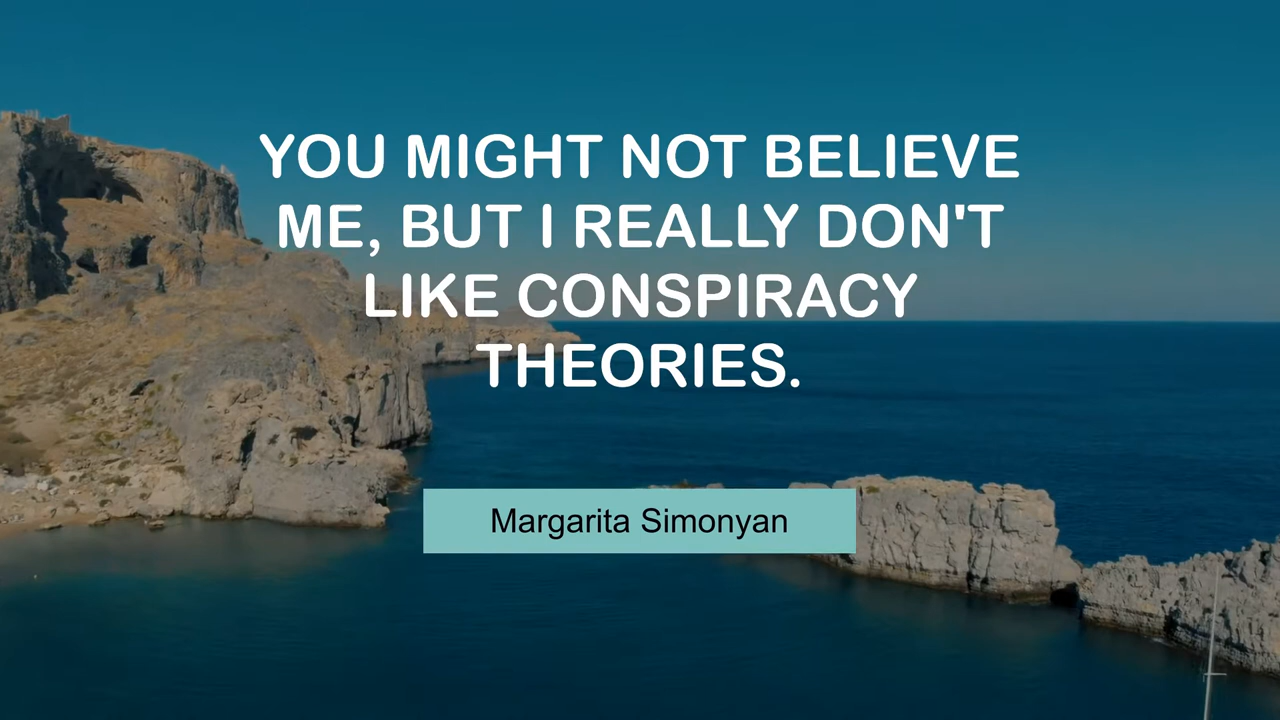 YOU MIGHT NOT BELIEVE
ME, BUT I REALLY DON'T
LIKE CONSPIRACY
THEORIES.
Margarita Simonyan